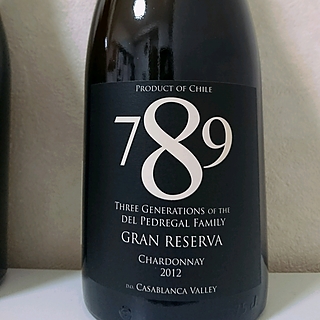 PRODUCT OF CHILE
789
THREE GENERATIONS OF THE
DEL PEDREGAL FAMILY
GRAN RESERVA
CHARDONNAY
2012
D.O. CASABLANCA VALLEY